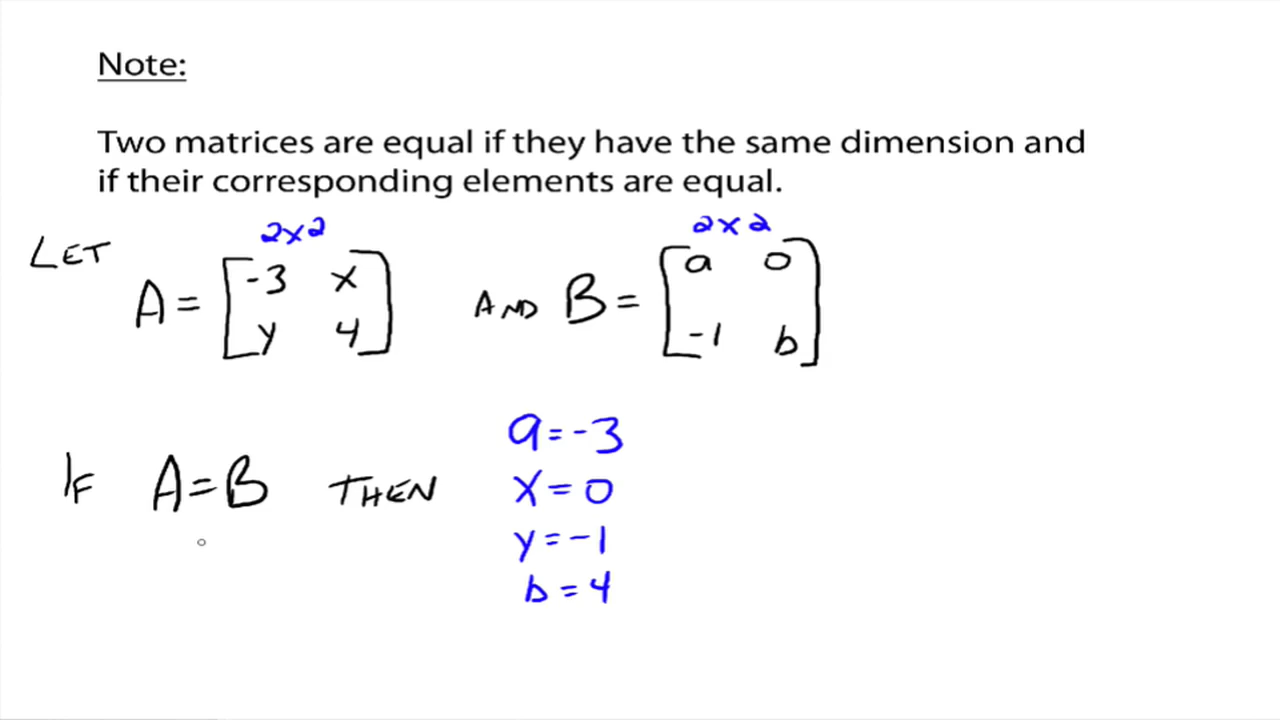 Note:
Two matrices are equal if they have the same dimension and
if their corresponding elements are equal.
2x2 2x2
LET A = [ -3 x AND B = [ a 0
y 4 ] -1 b ]
a = -3
x = 0
IF A = B THEN
y = -1
b = 4